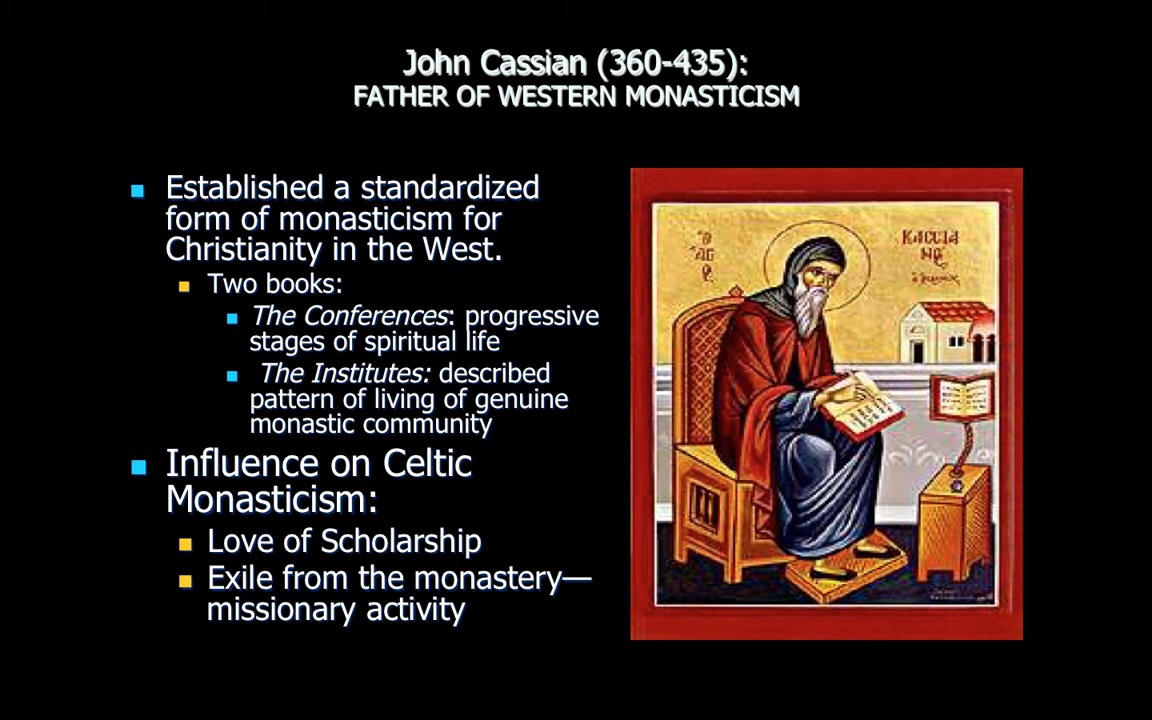 John Cassian (360-435):
FATHER OF WESTERN MONASTICISM
Established a standardized
form of monasticism for
Christianity in the West.
Two books:
The Conferences: progressive
stages of spiritual life
The Institutes: described
pattern of living of genuine
monastic community
Influence on Celtic
Monasticism:
Love of Scholarship
Exile from the monastery—
missionary activity